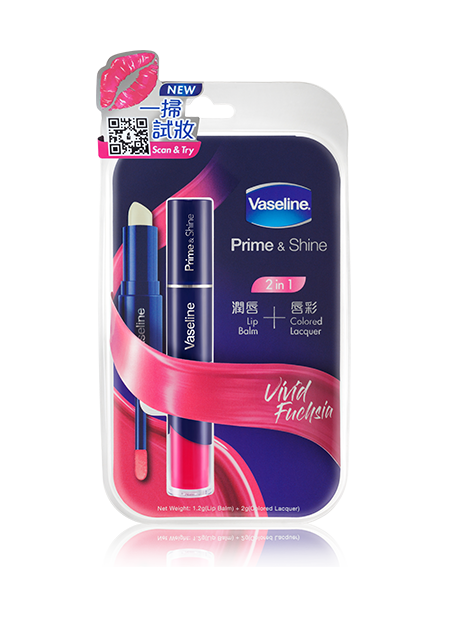 NEW
一掃
試妝
Scan & Try
Vaseline.
Prime & Shine
2 in 1
潤唇
Lip
Balm
+
唇彩
Colored
Lacquer
Vivid
Fuchsia
Vaseline
Vaseline
Prime & Shine
Net Weight: 1.2g(Lip Balm) + 2g(Colored Lacquer)